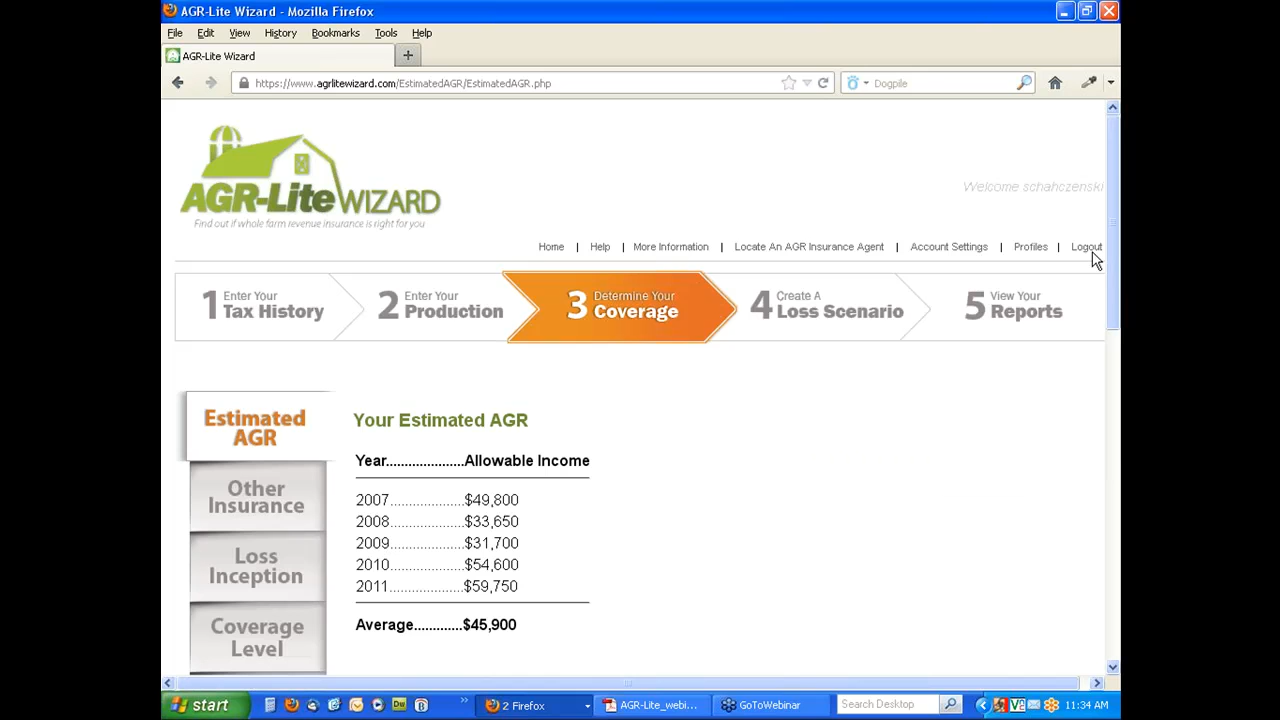 AGR-Lite Wizard - Mozilla Firefox
File Edit View History Bookmarks Tools Help
AGR-Lite Wizard
https://www.agrlitewizard.com/EstimatedAGR/EstimatedAGR.php
Dogpile
AGR-Lite WIZARD
Find out if whole farm revenue insurance is right for you
Welcome schahczenski
Home | Help | More Information | Locate An AGR Insurance Agent | Account Settings | Profiles | Logout
1 Enter Your Tax History
2 Enter Your Production
3 Determine Your Coverage
4 Create A Loss Scenario
5 View Your Reports
Estimated
AGR
Other
Insurance
Loss
Inception
Coverage
Level
Your Estimated AGR
Year.....................Allowable Income
2007....................$49,800
2008....................$33,650
2009....................$31,700
2010....................$54,600
2011....................$59,750
Average.............$45,900
start
2 Firefox
AGR-Lite_webi...
GoToWebinar
Search Desktop
11:34 AM